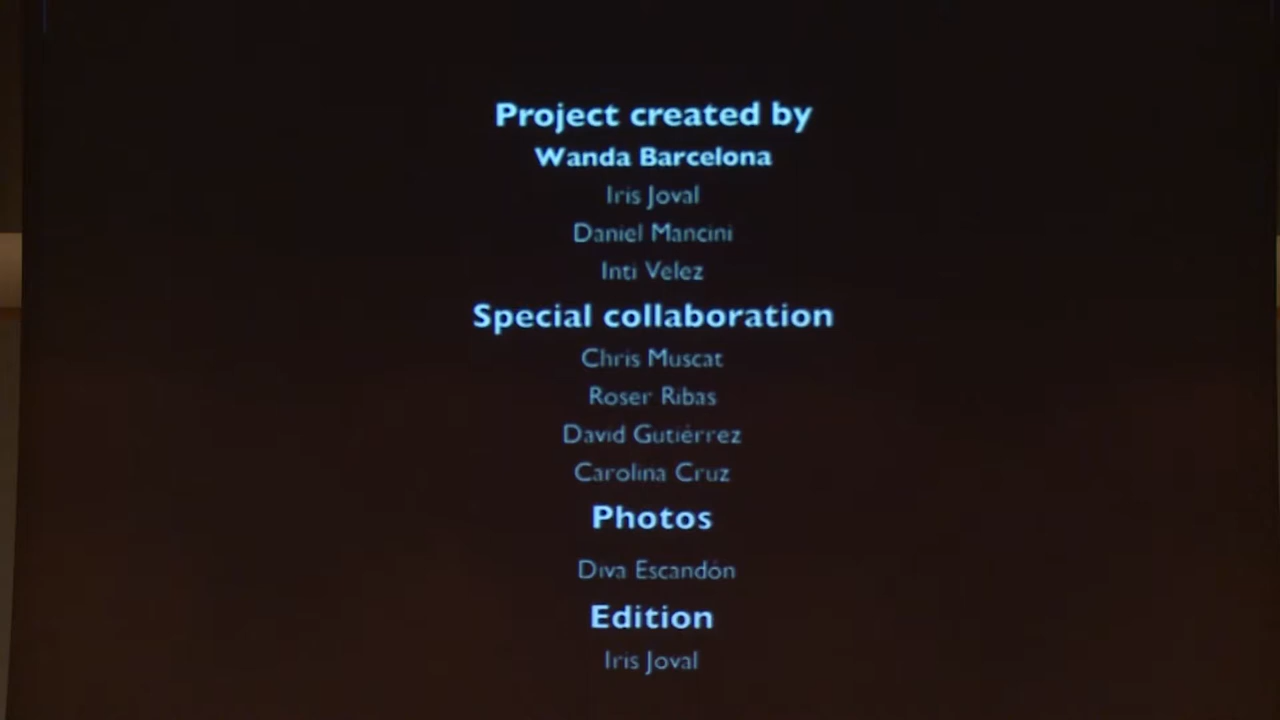 Project created by
Wanda Barcelona
Iris Joval
Daniel Mancini
Inti Velez
Special collaboration
Chris Muscat
Roser Ribas
David Gutiérrez
Carolina Cruz
Photos
Diva Escandón
Edition
Iris Joval